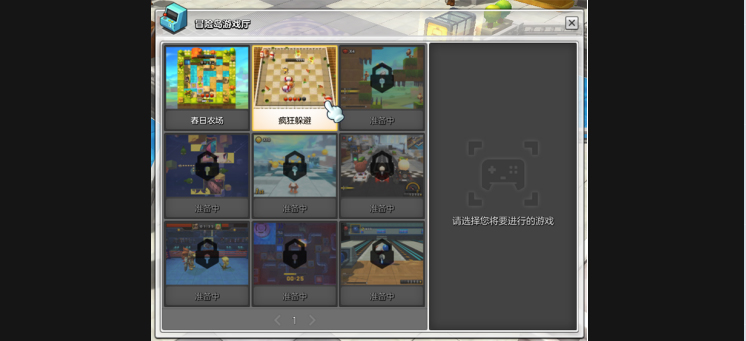 冒险岛游戏厅
春日农场
疯狂躲避
准备中
准备中
准备中
准备中
准备中
准备中
准备中
请选择您将要进行的游戏
1